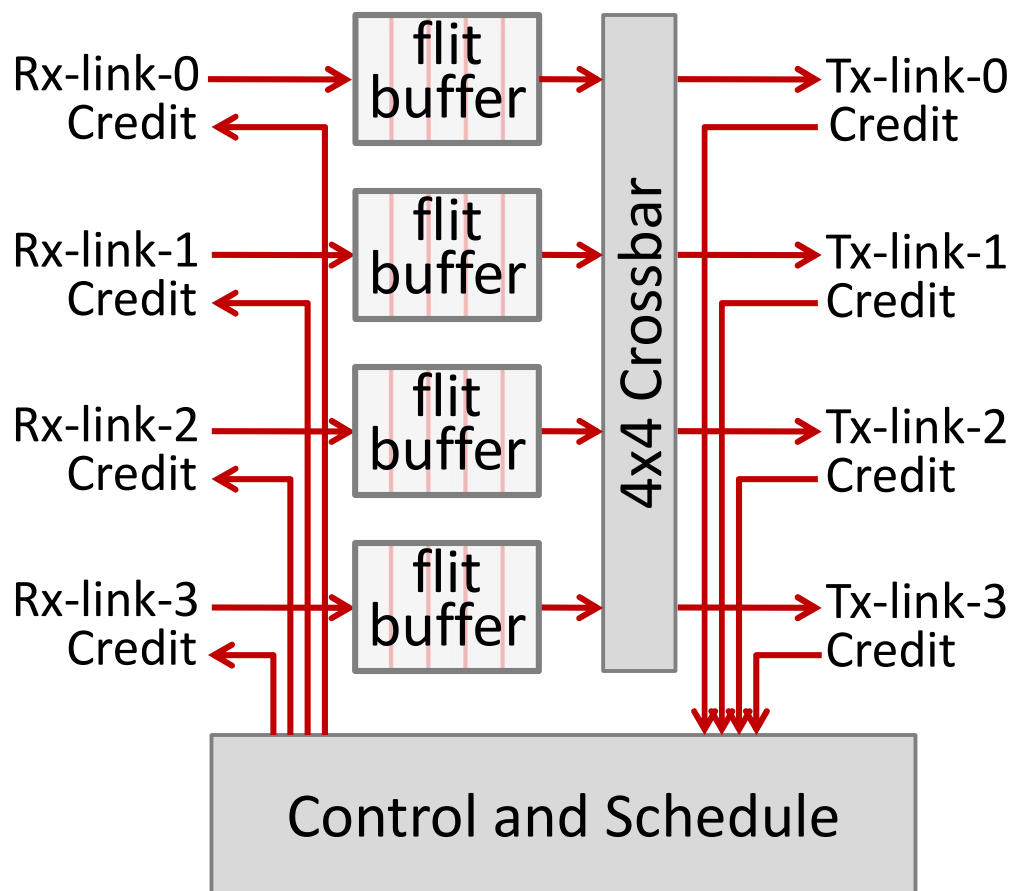 Rx-link-0
Credit
flit
buffer
Tx-link-0
Credit
Rx-link-1
Credit
flit
buffer
Tx-link-1
Credit
Rx-link-2
Credit
flit
buffer
Tx-link-2
Credit
Rx-link-3
Credit
flit
buffer
Tx-link-3
Credit
4x4 Crossbar
Control and Schedule